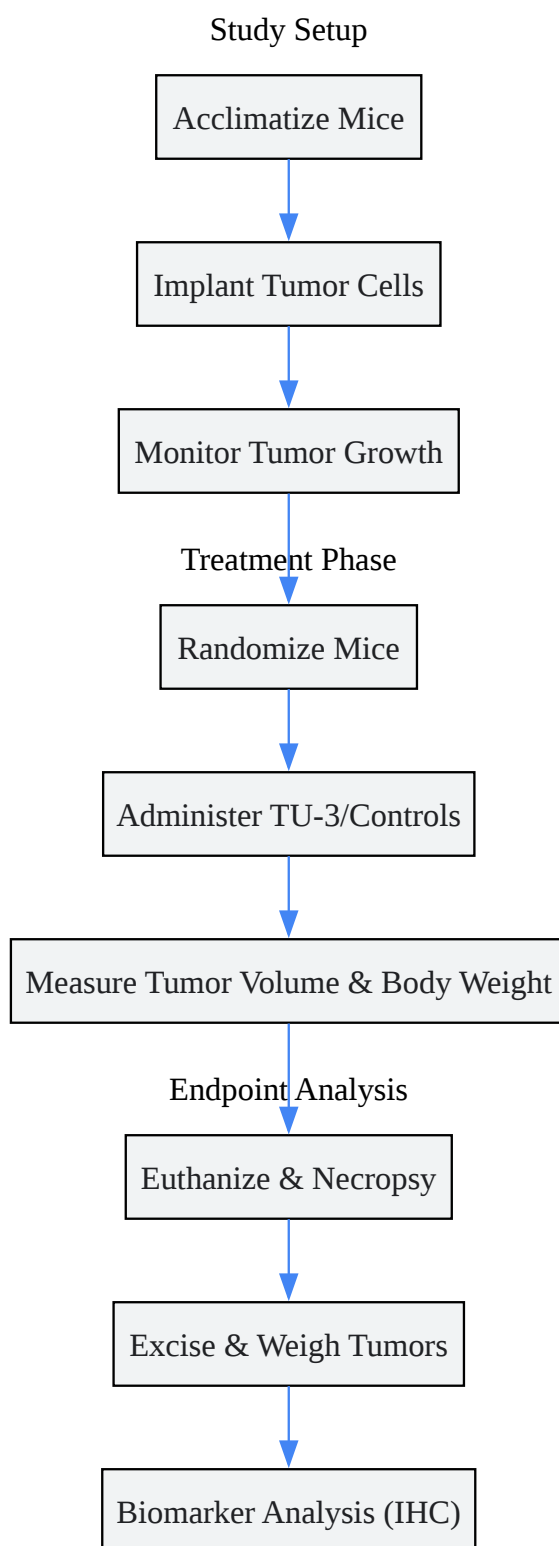 Study Setup
Acclimatize Mice
Implant Tumor Cells
Monitor Tumor Growth
Treatment Phase
Randomize Mice
Administer TU-3/Controls
Measure Tumor Volume & Body Weight
Endpoint Analysis
Euthanize & Necropsy
Excise & Weigh Tumors
Biomarker Analysis (IHC)